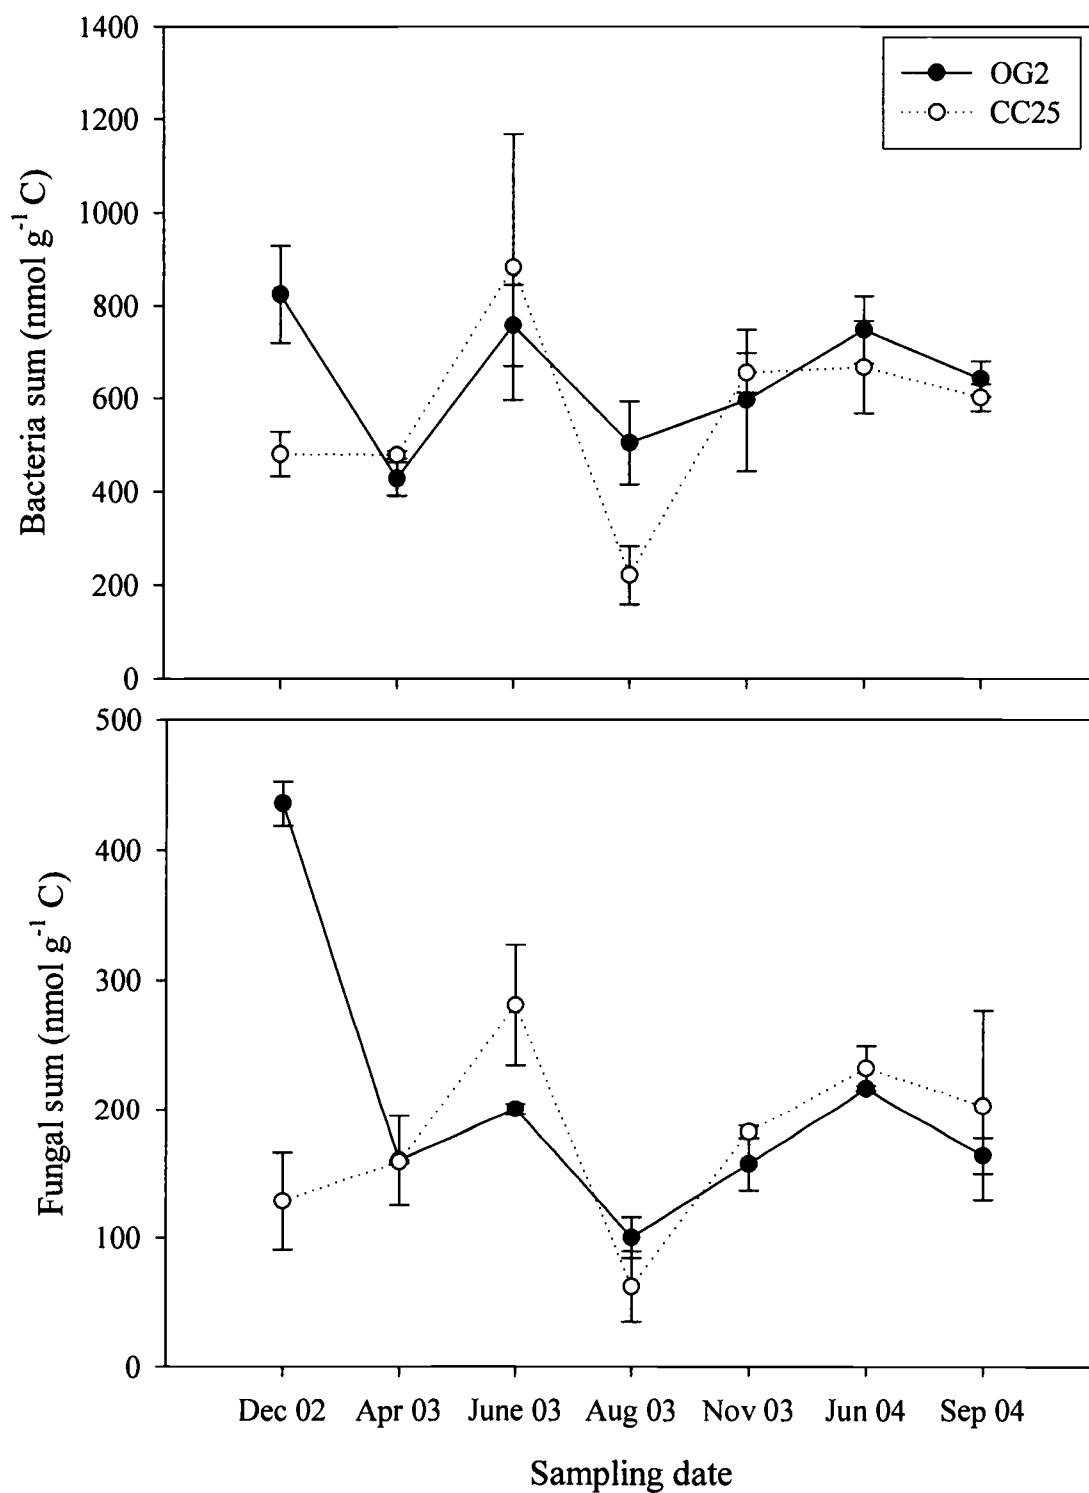 1400
1200
1000
800
600
400
200
0
Bacteria sum (nmol g⁻¹ C)
OG2
CC25
500
400
300
200
100
0
Fungal sum (nmol g⁻¹ C)
Dec 02 Apr 03 June 03 Aug 03 Nov 03 Jun 04 Sep 04
Sampling date